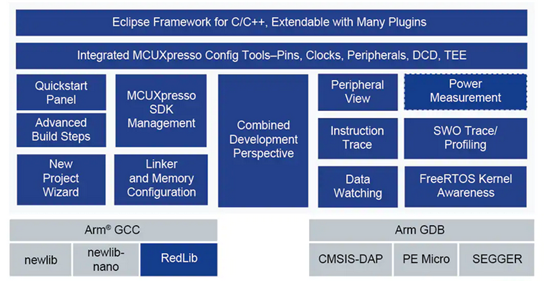 Eclipse Framework for C/C++, Extendable with Many Plugins
Integrated MCUXpresso Config Tools–Pins, Clocks, Peripherals, DCD, TEE
Quickstart
Panel
Advanced
Build Steps
New
Project
Wizard
MCUXpresso
SDK
Management
Linker
and Memory
Configuration
Combined
Development
Perspective
Peripheral
View
Instruction
Trace
Data
Watching
Power
Measurement
SWO Trace/
Profiling
FreeRTOS Kernel
Awareness
Arm® GCC
newlib
newlib-
nano
RedLib
Arm GDB
CMSIS-DAP
PE Micro
SEGGER